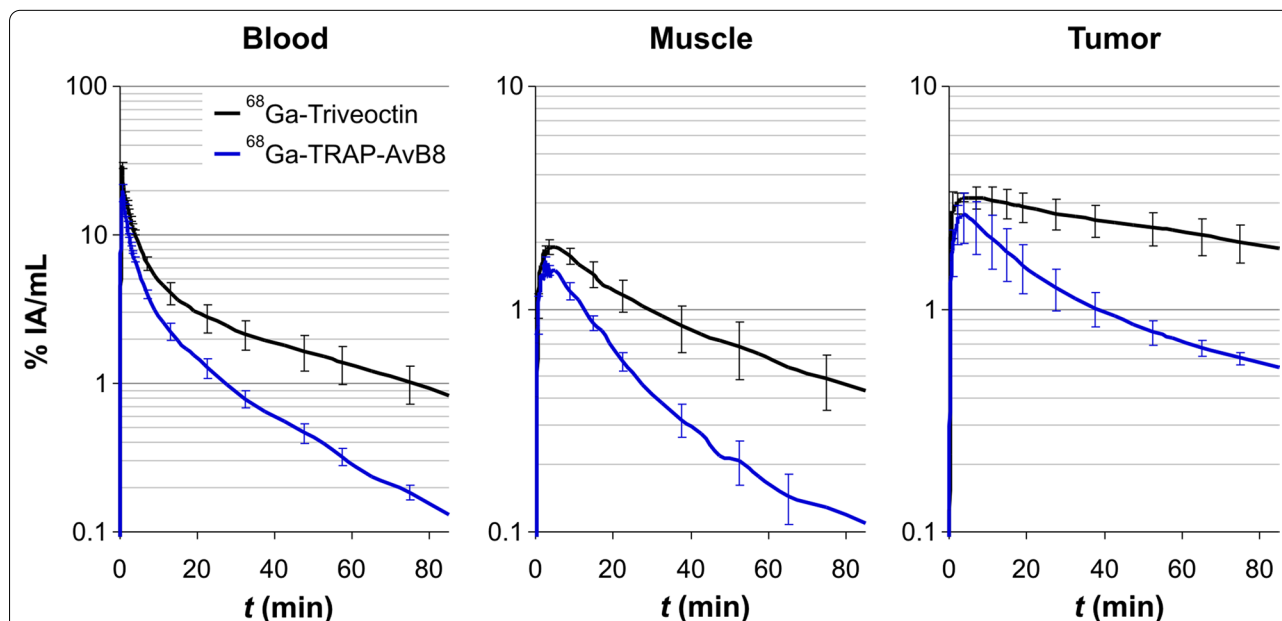 Blood
Muscle
Tumor
% IA/mL
100
10
1
0.1
68Ga-Triveoctin
68Ga-TRAP-AvB8
0 20 40 60 80
t (min)
10
1
0.1
0 20 40 60 80
t (min)
10
1
0.1
0 20 40 60 80
t (min)